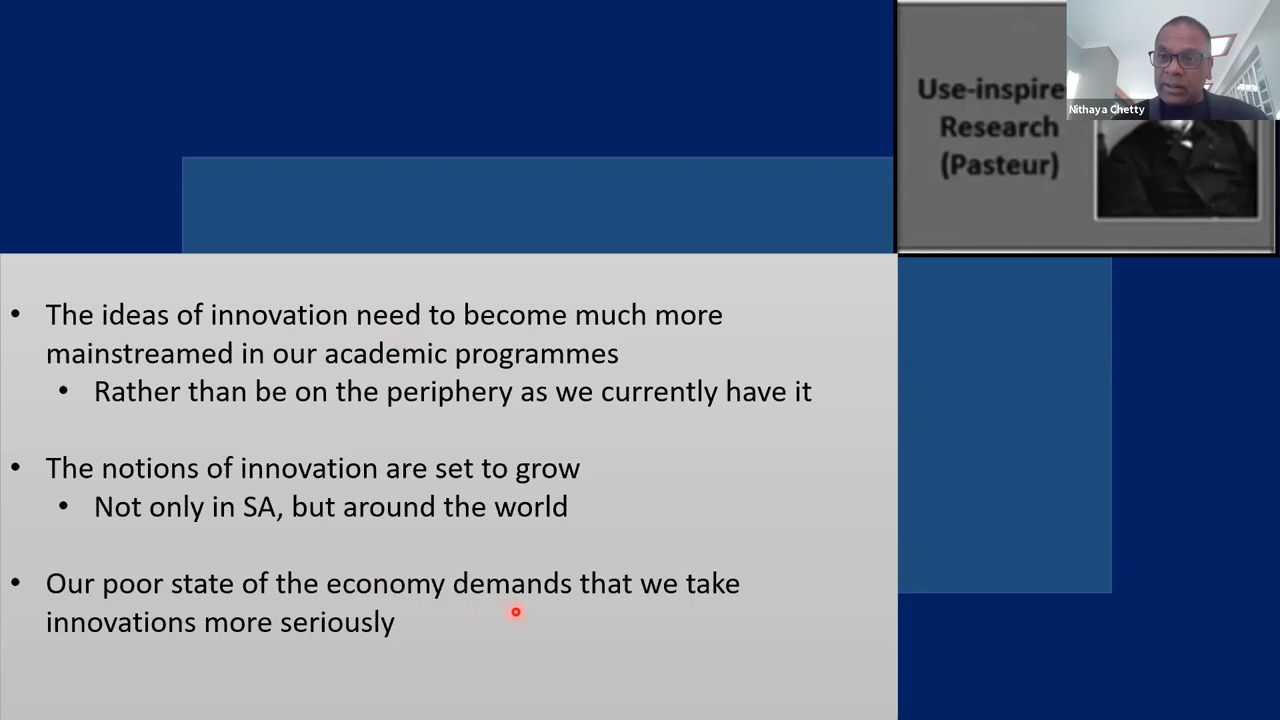 Use-inspire
Research
(Pasteur)
Nithaya Chetty
• The ideas of innovation need to become much more
mainstreamed in our academic programmes
• Rather than be on the periphery as we currently have it
• The notions of innovation are set to grow
• Not only in SA, but around the world
• Our poor state of the economy demands that we take
innovations more seriously